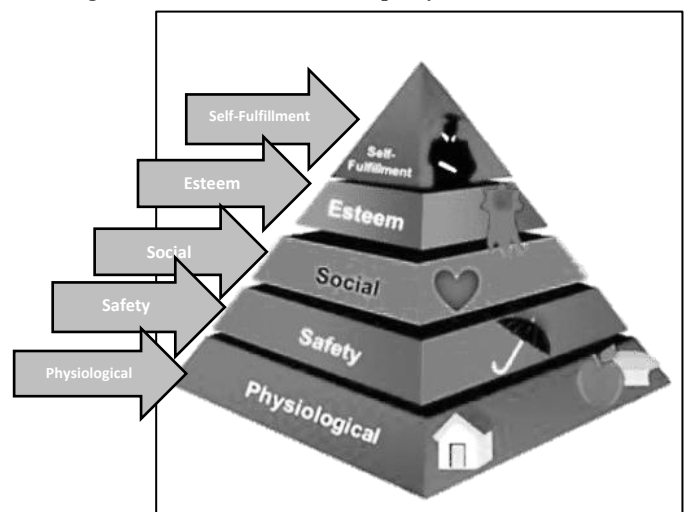 Self-Fulfillment
Esteem
Social
Safety
Physiological
Self-
Fulfillment
Esteem
Social
Safety
Physiological